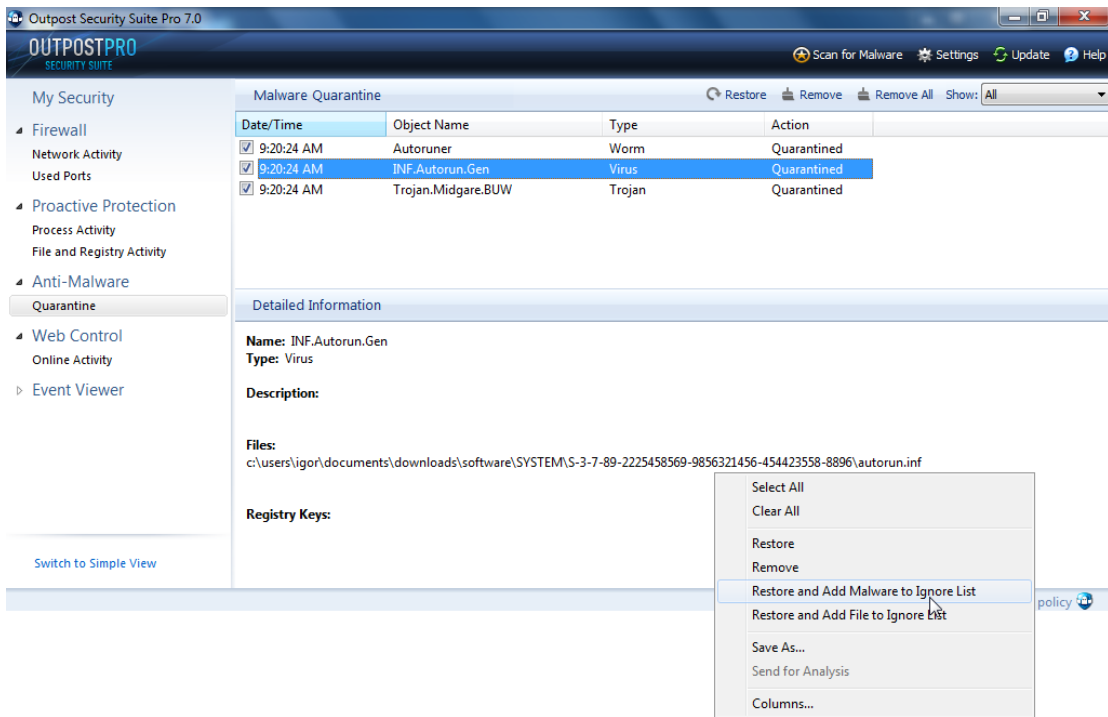 Outpost Security Suite Pro 7.0
OUTPOSTPRO
SECURITY SUITE
Scan for Malware Settings Update Help
My Security
Firewall
Network Activity
Used Ports
Proactive Protection
Process Activity
File and Registry Activity
Anti-Malware
Quarantine
Web Control
Online Activity
Event Viewer
Switch to Simple View
Malware Quarantine Restore Remove Remove All Show: All
Date/Time Object Name Type Action
9:20:24 AM Autoruner Worm Quarantined
9:20:24 AM INF.Autorun.Gen Virus Quarantined
9:20:24 AM Trojan.Midgare.BUW Trojan Quarantined
Detailed Information
Name: INF.Autorun.Gen
Type: Virus
Description:
Files:
c:\users\igor\documents\downloads\software\SYSTEM\S-3-7-89-2225458569-9856321456-454423558-8896\autorun.inf
Registry Keys:
Select All
Clear All
Restore
Remove
Restore and Add Malware to Ignore List
Restore and Add File to Ignore List
Save As...
Send for Analysis
Columns...
policy